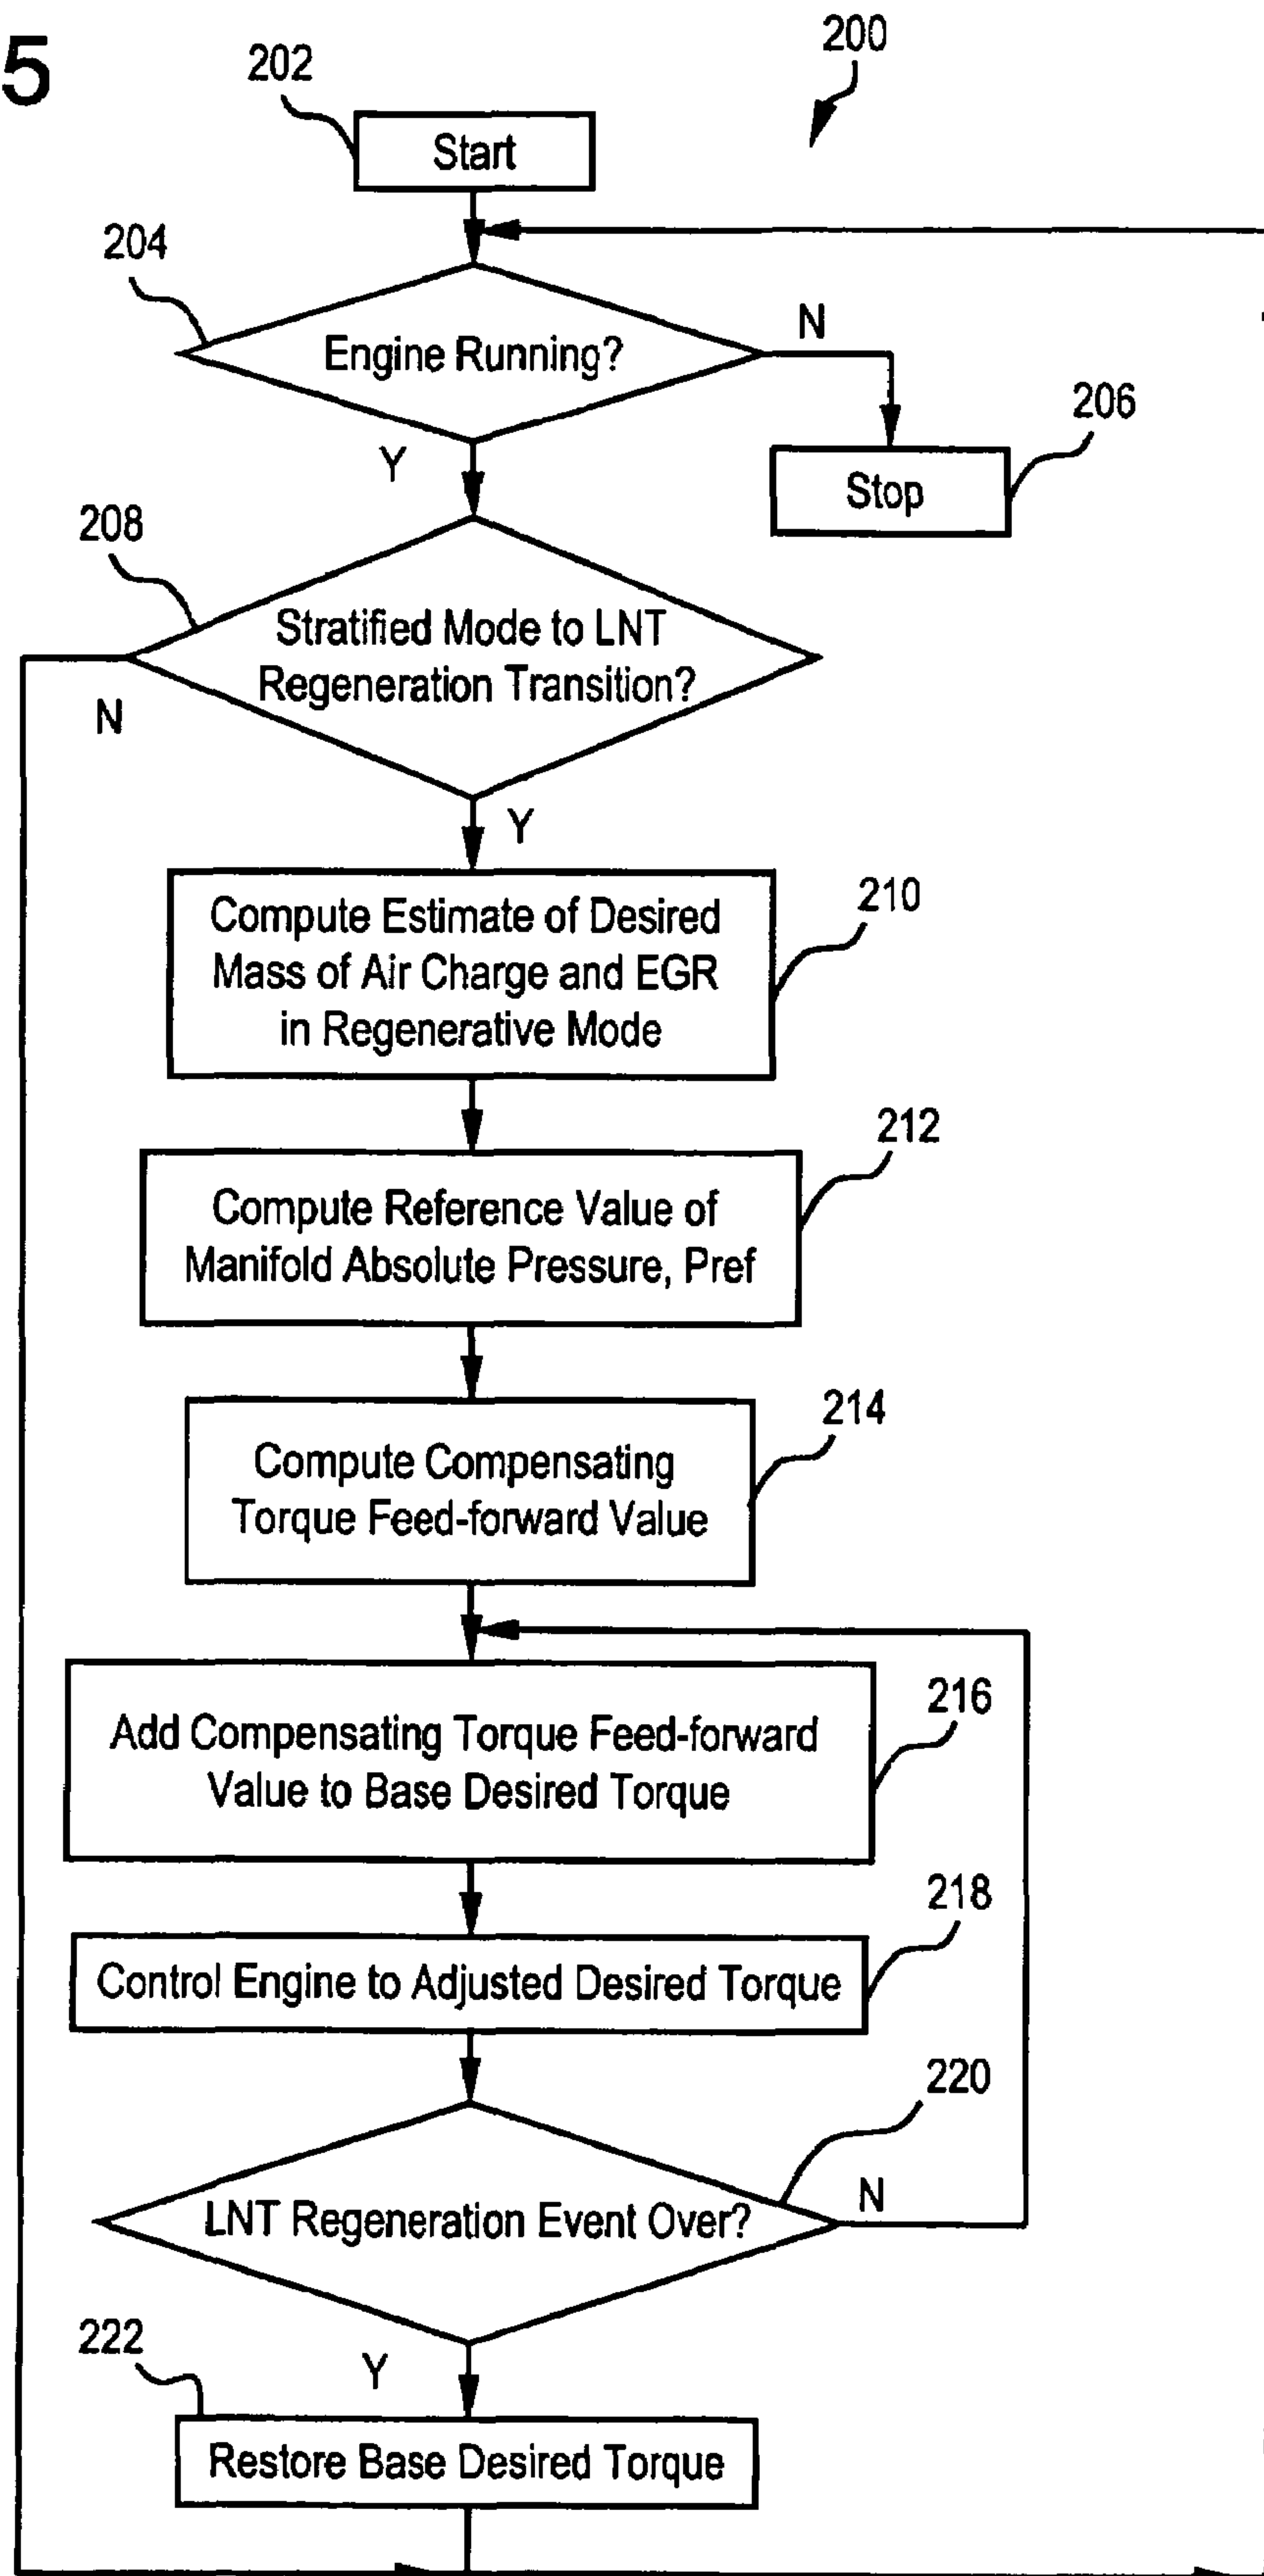 5
200
202
Start
204
Engine Running?
N
Y
206
Stop
208
Stratified Mode to LNT
Regeneration Transition?
N
Y
210
Compute Estimate of Desired
Mass of Air Charge and EGR
in Regenerative Mode
212
Compute Reference Value of
Manifold Absolute Pressure, Pref
214
Compute Compensating
Torque Feed-forward Value
216
Add Compensating Torque Feed-forward
Value to Base Desired Torque
218
Control Engine to Adjusted Desired Torque
220
LNT Regeneration Event Over?
N
Y
222
Restore Base Desired Torque